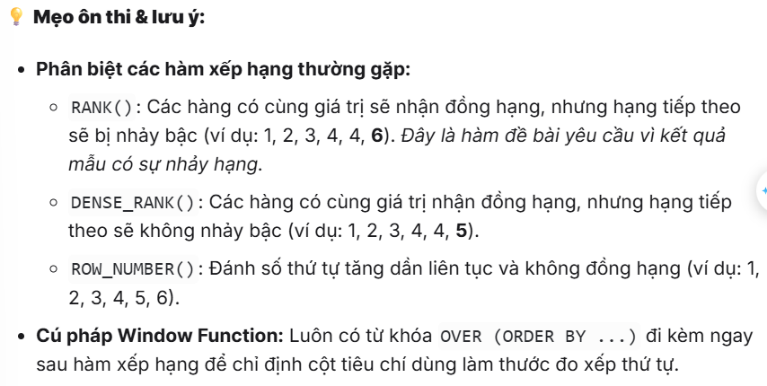 💡 Mẹo ôn thi & lưu ý:
• Phân biệt các hàm xếp hạng thường gặp:
◦ RANK(): Các hàng có cùng giá trị sẽ nhận đồng hạng, nhưng hạng tiếp theo
sẽ bị nhảy bậc (ví dụ: 1, 2, 3, 4, 4, 6). Đây là hàm đề bài yêu cầu vì kết quả
mẫu có sự nhảy hạng.
◦ DENSE_RANK(): Các hàng có cùng giá trị nhận đồng hạng, nhưng hạng tiếp
theo sẽ không nhảy bậc (ví dụ: 1, 2, 3, 4, 4, 5).
◦ ROW_NUMBER(): Đánh số thứ tự tăng dần liên tục và không đồng hạng (ví dụ: 1,
2, 3, 4, 5, 6).
• Cú pháp Window Function: Luôn có từ khóa OVER (ORDER BY ...) đi kèm ngay
sau hàm xếp hạng để chỉ định cột tiêu chí dùng làm thước đo xếp thứ tự.